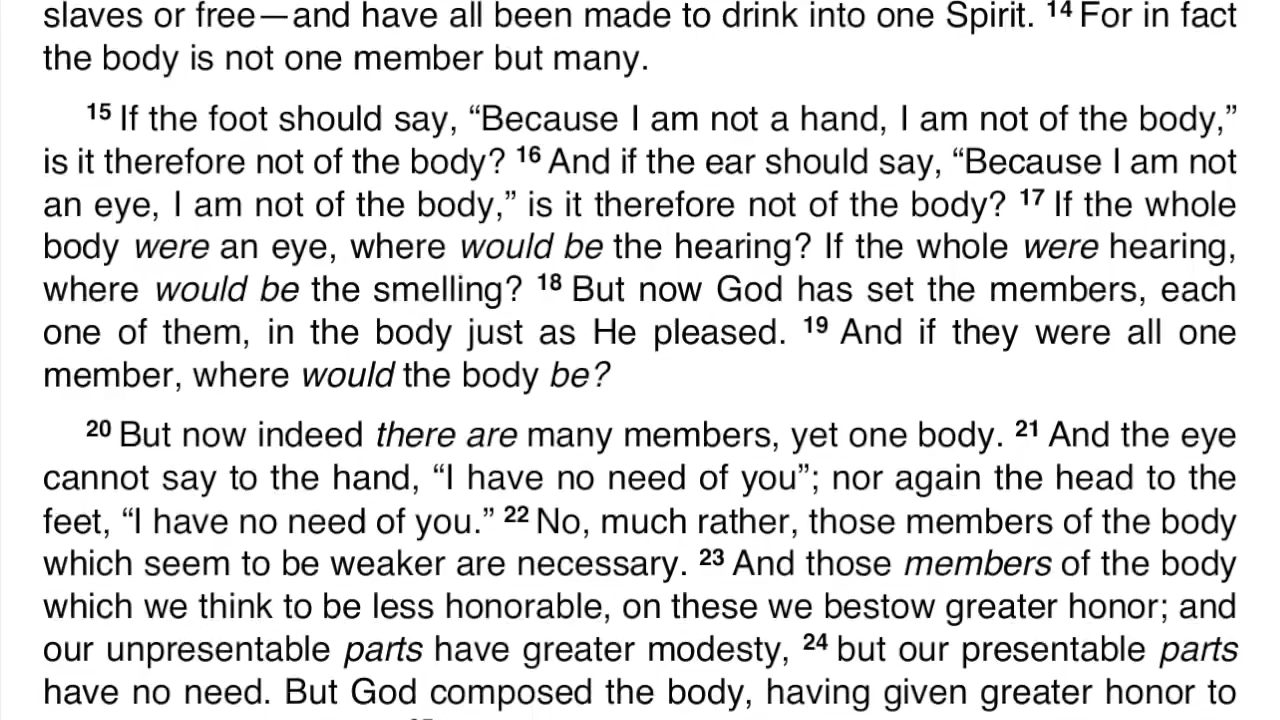 slaves or free—and have all been made to drink into one Spirit. 14 For in fact
the body is not one member but many.
15 If the foot should say, “Because I am not a hand, I am not of the body,”
is it therefore not of the body? 16 And if the ear should say, “Because I am not
an eye, I am not of the body,” is it therefore not of the body? 17 If the whole
body were an eye, where would be the hearing? If the whole were hearing,
where would be the smelling? 18 But now God has set the members, each
one of them, in the body just as He pleased. 19 And if they were all one
member, where would the body be?
20 But now indeed there are many members, yet one body. 21 And the eye
cannot say to the hand, “I have no need of you”; nor again the head to the
feet, “I have no need of you.” 22 No, much rather, those members of the body
which seem to be weaker are necessary. 23 And those members of the body
which we think to be less honorable, on these we bestow greater honor; and
our unpresentable parts have greater modesty, 24 but our presentable parts
have no need. But God composed the body, having given greater honor to